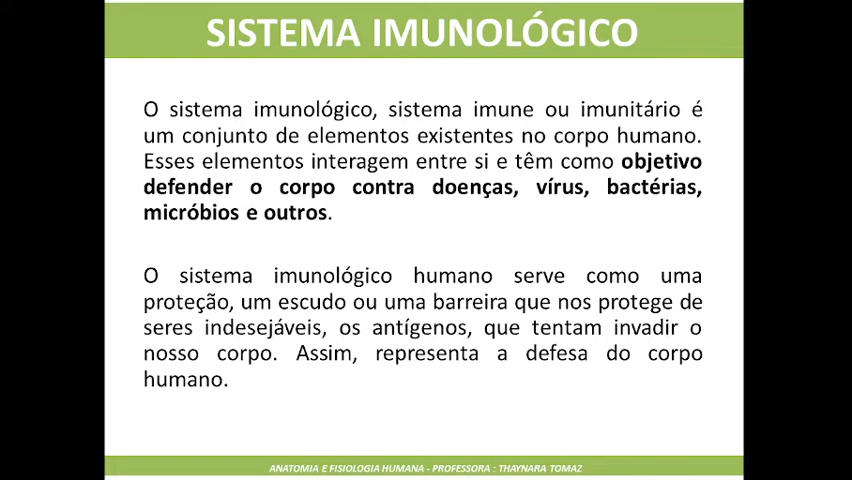 SISTEMA IMUNOLÓGICO
O sistema imunológico, sistema imune ou imunitário é
um conjunto de elementos existentes no corpo humano.
Esses elementos interagem entre si e têm como objetivo
defender o corpo contra doenças, vírus, bactérias,
micróbios e outros.
O sistema imunológico humano serve como uma
proteção, um escudo ou uma barreira que nos protege de
seres indesejáveis, os antígenos, que tentam invadir o
nosso corpo. Assim, representa a defesa do corpo
humano.
ANATOMIA E FISIOLOGIA HUMANA - PROFESSORA : THAYNARA TOMAZ